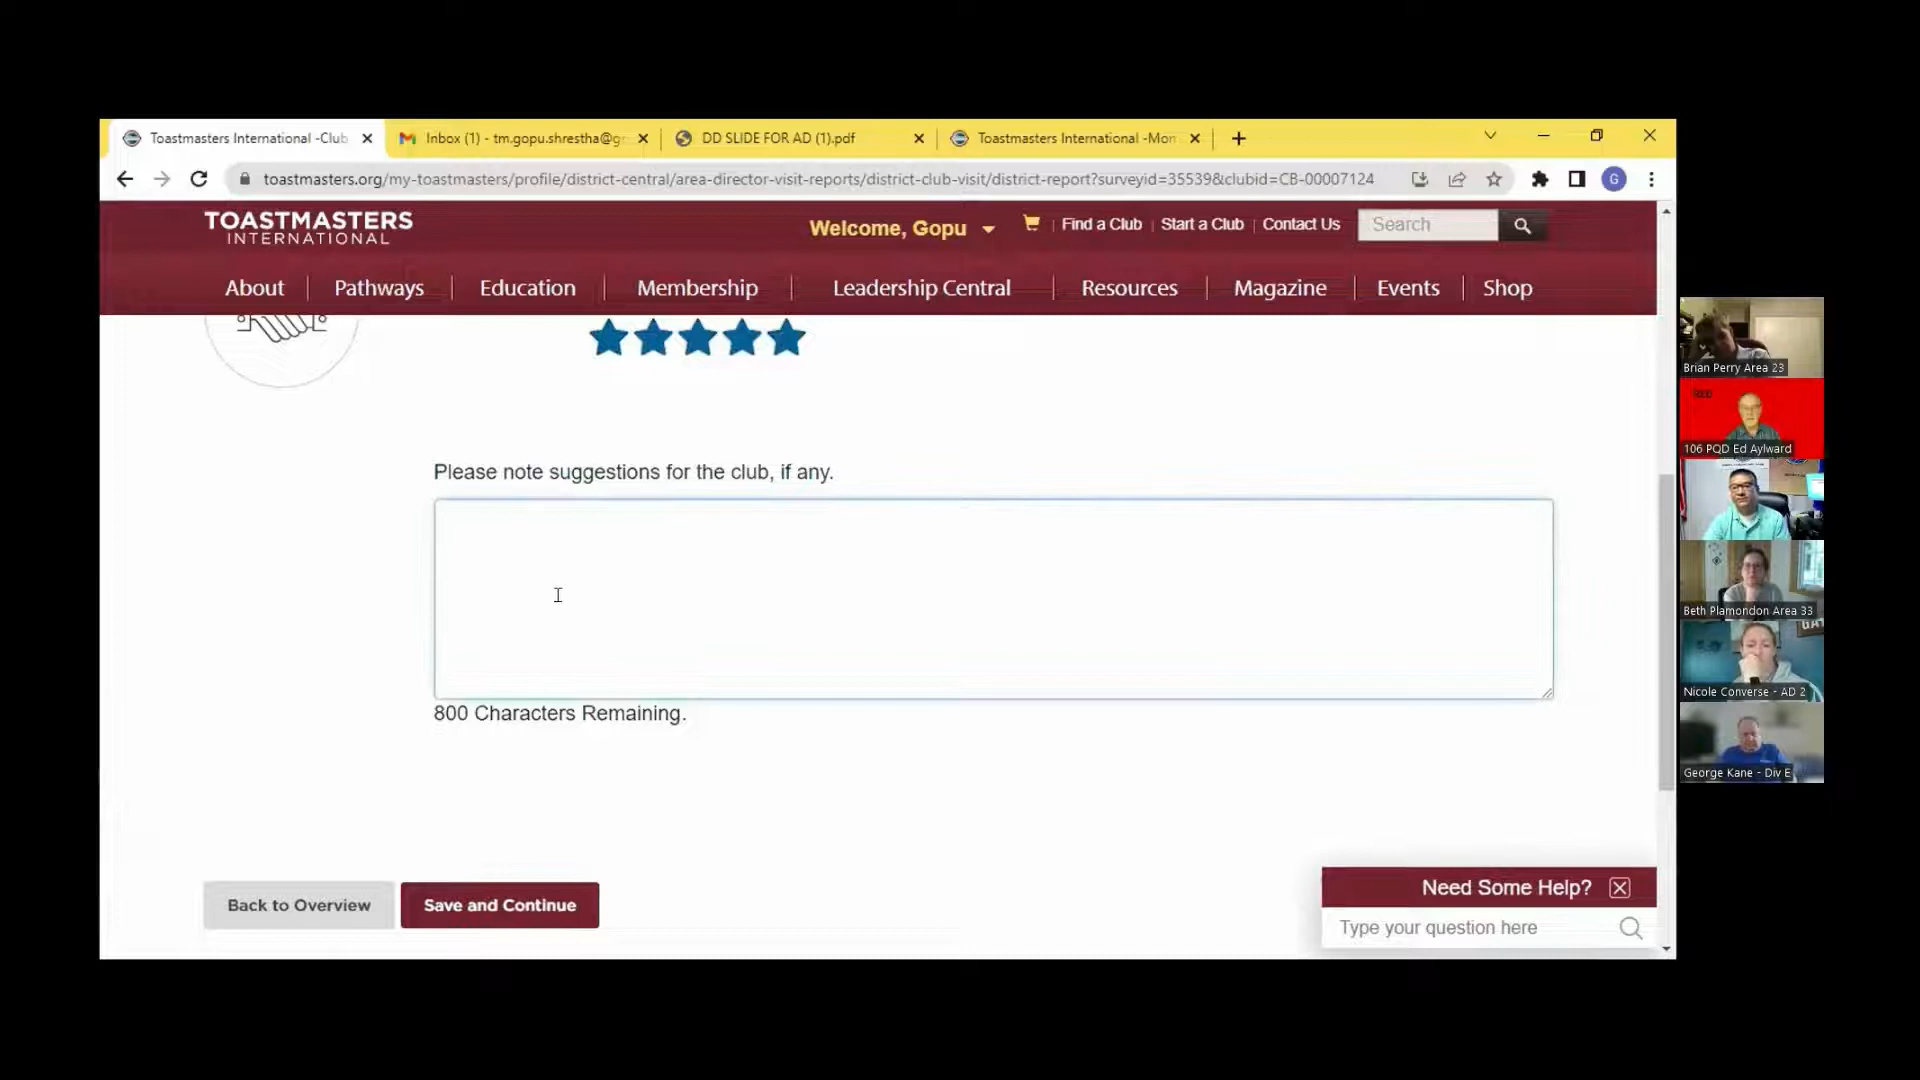 Toastmasters International -Club
Inbox (1) - tm.gopu.shrestha@g
DD SLIDE FOR AD (1).pdf
Toastmasters International -Mon
toastmasters.org/my-toastmasters/profile/district-central/area-director-visit-reports/district-club-visit/district-report?surveyid=35539&clubid=CB-00007124
G
TOASTMASTERS
INTERNATIONAL
Welcome, Gopu
Find a Club | Start a Club | Contact Us
Search
About
Pathways
Education
Membership
Leadership Central
Resources
Magazine
Events
Shop
Please note suggestions for the club, if any.
800 Characters Remaining.
Back to Overview
Save and Continue
Need Some Help?
Type your question here
Brian Perry Area 23
RED
106 PQD Ed Aylward
Beth Plamondon Area 33
Nicole Converse - AD 2
George Kane - Div E